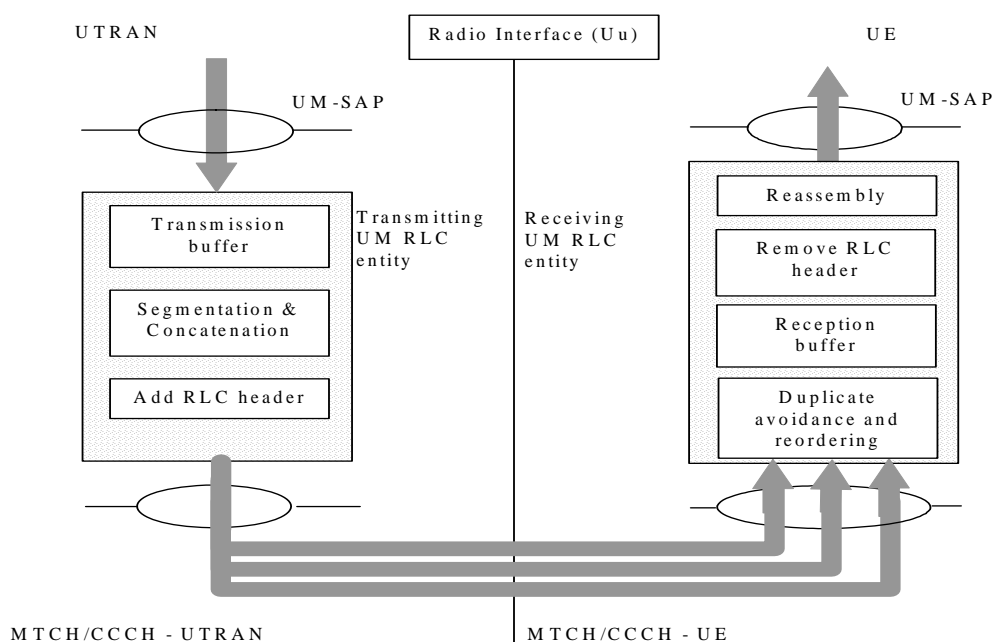 UTRAN
Radio Interface (Uu)
UE
UM-SAP
UM-SAP
Transmission
buffer
Segmentation &
Concatenation
Add RLC header
Transmitting
UM RLC
entity
Receiving
UM RLC
entity
Reassembly
Remove RLC
header
Reception
buffer
Duplicate
avoidance and
reordering
MTCH/CCCH - UTRAN
MTCH/CCCH - UE